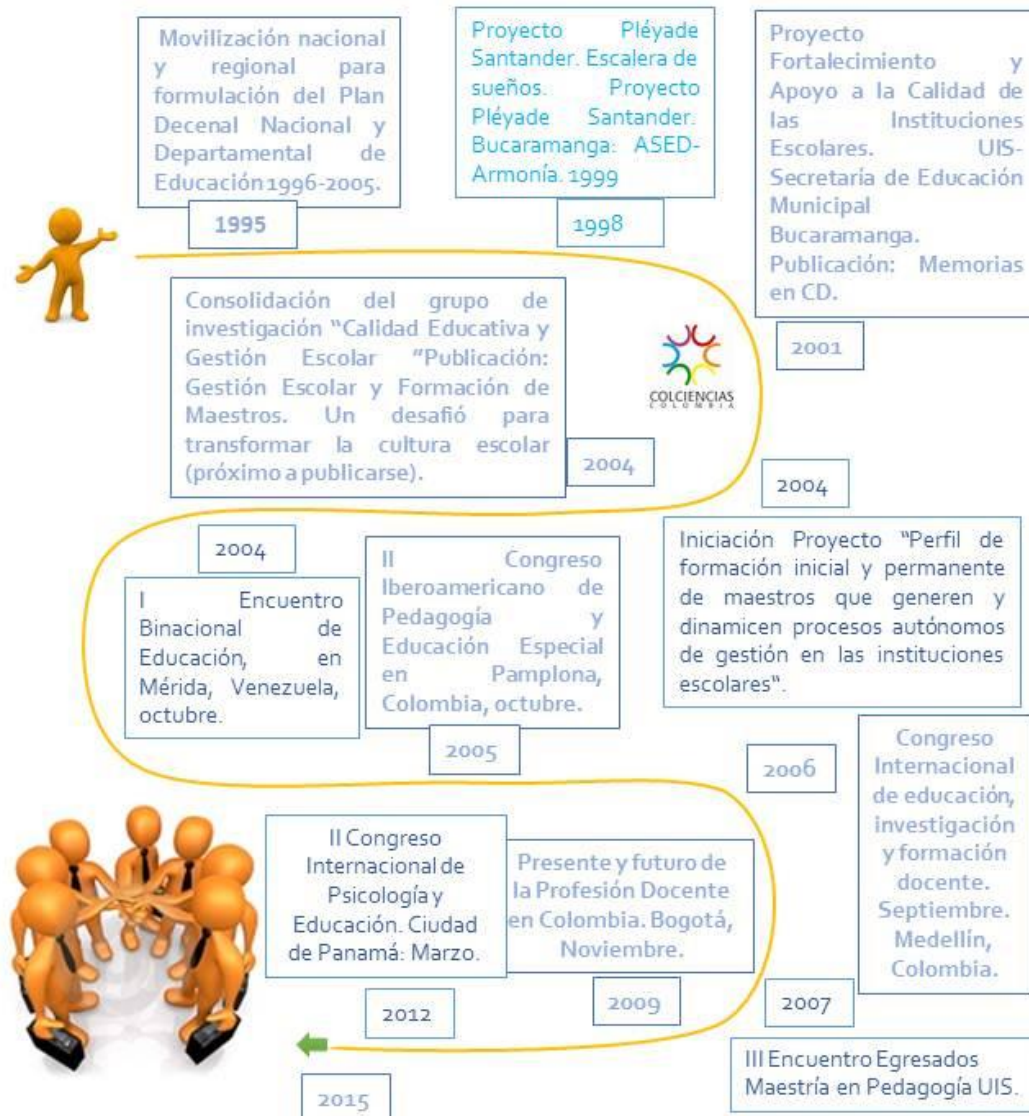 Movilización nacional
y regional para
formulación del Plan
Decenal Nacional y
Departamental de
Educación 1996-2005.
1995
Proyecto Pléyade
Santander. Escalera de
sueños. Proyecto
Pléyade Santander.
Bucaramanga: ASED-
Armonía. 1999
1998
Proyecto
Fortalecimiento y
Apoyo a la Calidad de
las Instituciones
Escolares. UIS-
Secretaría de Educación
Municipal
Bucaramanga.
Publicación: Memorias
en CD.
2001
Consolidación del grupo de
investigación "Calidad Educativa y
Gestión Escolar "Publicación:
Gestión Escolar y Formación de
Maestros. Un desafió para
transformar la cultura escolar
(próximo a publicarse).
2004
COLCIENCIAS
COLOMBIA
2004
Iniciación Proyecto "Perfil de
formación inicial y permanente
de maestros que generen y
dinamicen procesos autónomos
de gestión en las instituciones
escolares".
2004
I Encuentro
Binacional de
Educación, en
Mérida, Venezuela,
octubre.
II Congreso
Iberoamericano de
Pedagogía y
Educación Especial
en Pamplona,
Colombia, octubre.
2005
2006
Congreso
Internacional
de educación,
investigación
y formación
docente.
Septiembre.
Medellín,
Colombia.
II Congreso
Internacional de
Psicología y
Educación. Ciudad
de Panamá: Marzo.
2012
Presente y futuro de
la Profesión Docente
en Colombia. Bogotá,
Noviembre.
2009
2007
III Encuentro Egresados
Maestría en Pedagogía UIS.
2015